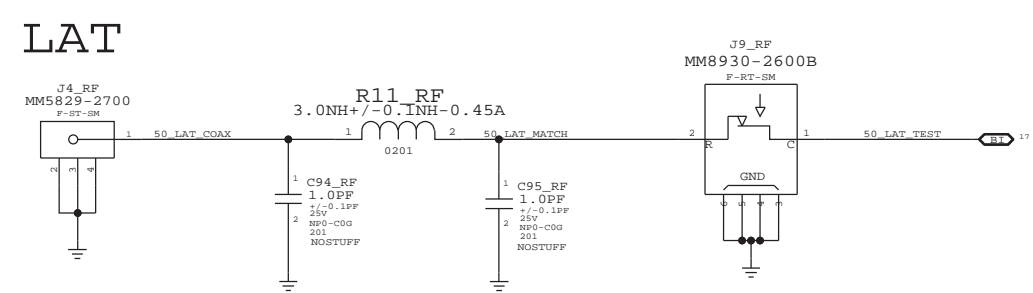 LAT
J4_RF
MM5829-2700
F-ST-SM
1
50_LAT_COAX
2
3
4
R11_RF
3.0NH+/-0.1NH-0.45A
1
2
0201
50_LAT_MATCH
1
C94_RF
1.0PF
+/-0.1PF
25V
NP0-C0G
201
NOSTUFF
2
1
C95_RF
1.0PF
+/-0.1PF
25V
NP0-C0G
201
NOSTUFF
2
J9_RF
MM8930-2600B
F-RT-SM
2
R
C
1
GND
6
5
4
3
50_LAT_TEST
BI
17